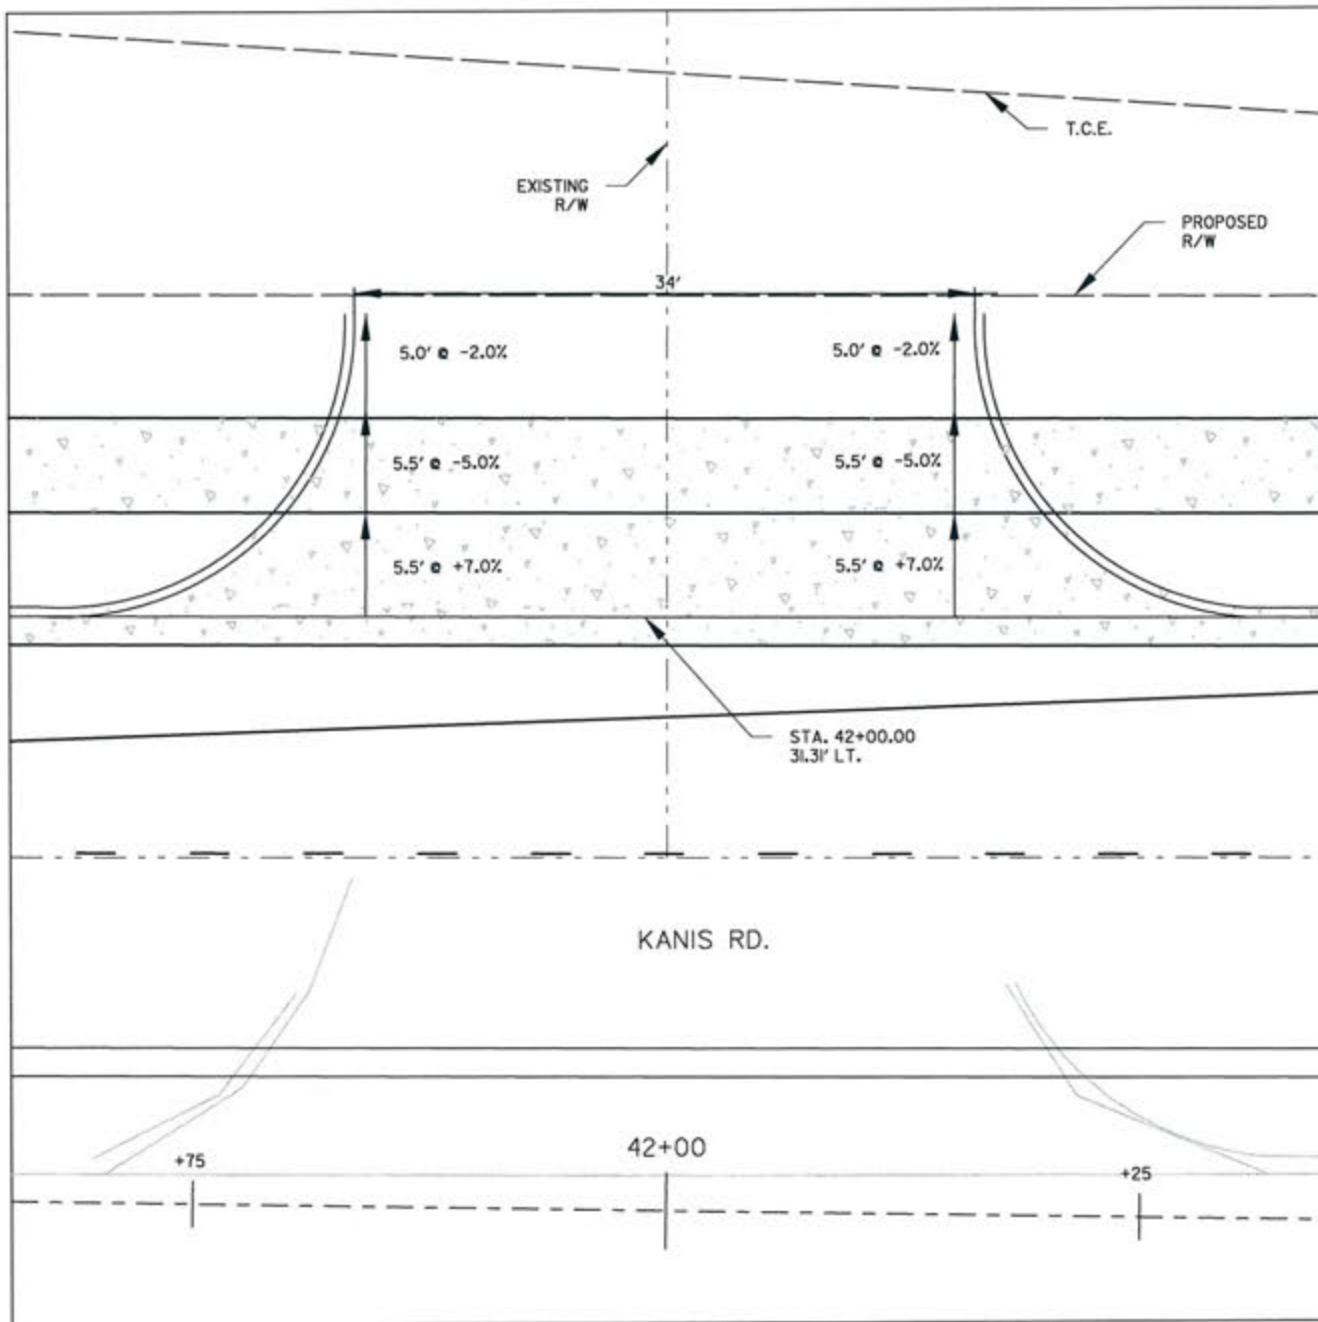 T.C.E.
EXISTING
R/W
PROPOSED
R/W
34'
5.0' @ -2.0%
5.0' @ -2.0%
5.5' @ -5.0%
5.5' @ -5.0%
5.5' @ +7.0%
5.5' @ +7.0%
STA. 42+00.00
31.31' LT.
KANIS RD.
42+00
+75
+25